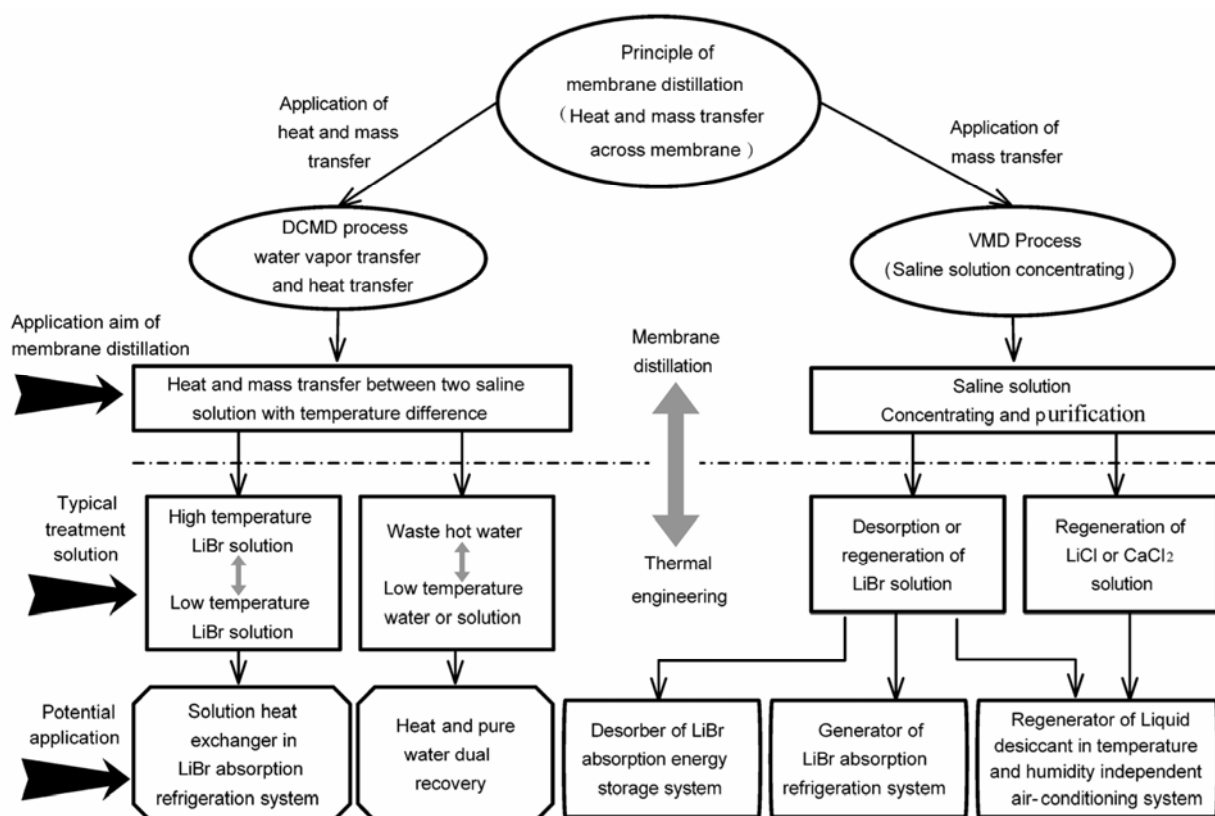 Principle of
membrane distillation
(Heat and mass transfer
across membrane)
Application of
heat and mass
transfer
Application of
mass transfer
DCMD process
water vapor transfer
and heat transfer
VMD Process
(Saline solution concentrating)
Application aim of
membrane distillation
Heat and mass transfer between two saline
solution with temperature difference
Membrane
distillation
Saline solution
Concentrating and purification
Typical
treatment
solution
High temperature
LiBr solution
Low temperature
LiBr solution
Waste hot water
Low temperature
water or solution
Thermal
engineering
Desorption or
regeneration of
LiBr solution
Regeneration of
LiCl or CaCl2
solution
Potential
application
Solution heat
exchanger in
LiBr absorption
refrigeration system
Heat and pure
water dual
recovery
Desorber of LiBr
absorption energy
storage system
Generator of
LiBr absorption
refrigeration system
Regenerator of Liquid
desiccant in temperature
and humidity independent
air-conditioning system